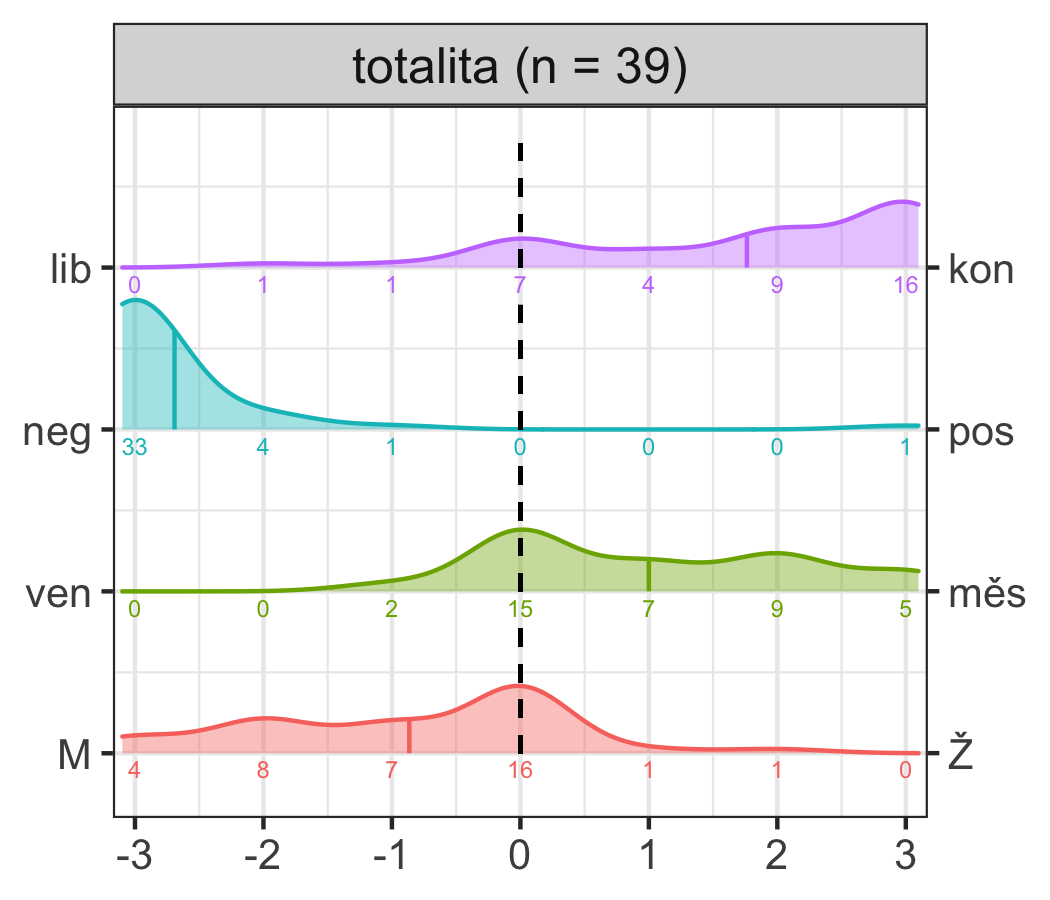 totalita (n = 39)
lib kon
0 1 1 7 4 9 16
neg pos
33 4 1 0 0 0 1
ven měs
0 0 2 15 7 9 5
M Ž
4 8 7 16 1 1 0
-3 -2 -1 0 1 2 3